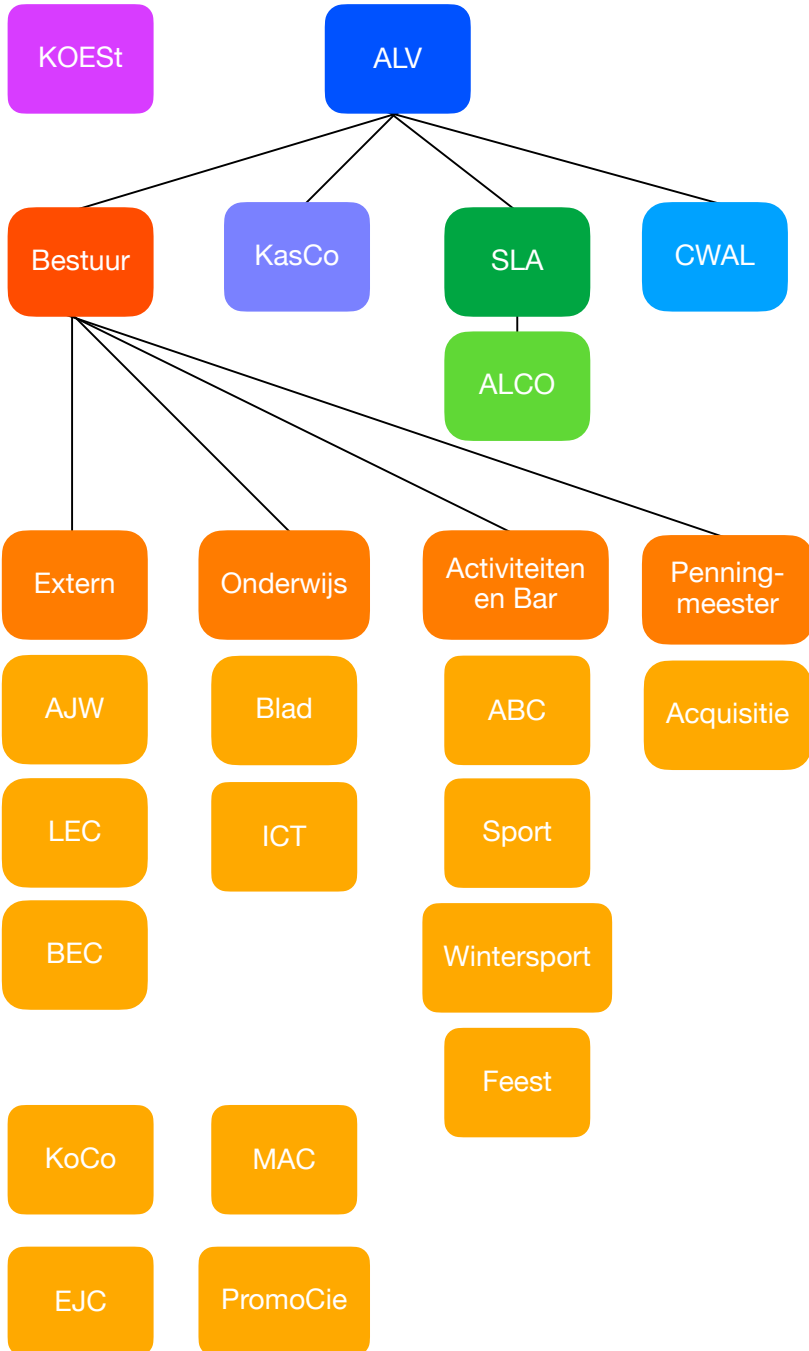 KOESt
ALV
Bestuur
KasCo
SLA
CWAL
ALCO
Extern
Onderwijs
Activiteiten
en Bar
Penning-
meester
AJW
Blad
ABC
Acquisitie
LEC
ICT
Sport
BEC
Wintersport
Feest
KoCo
MAC
EJC
PromoCie